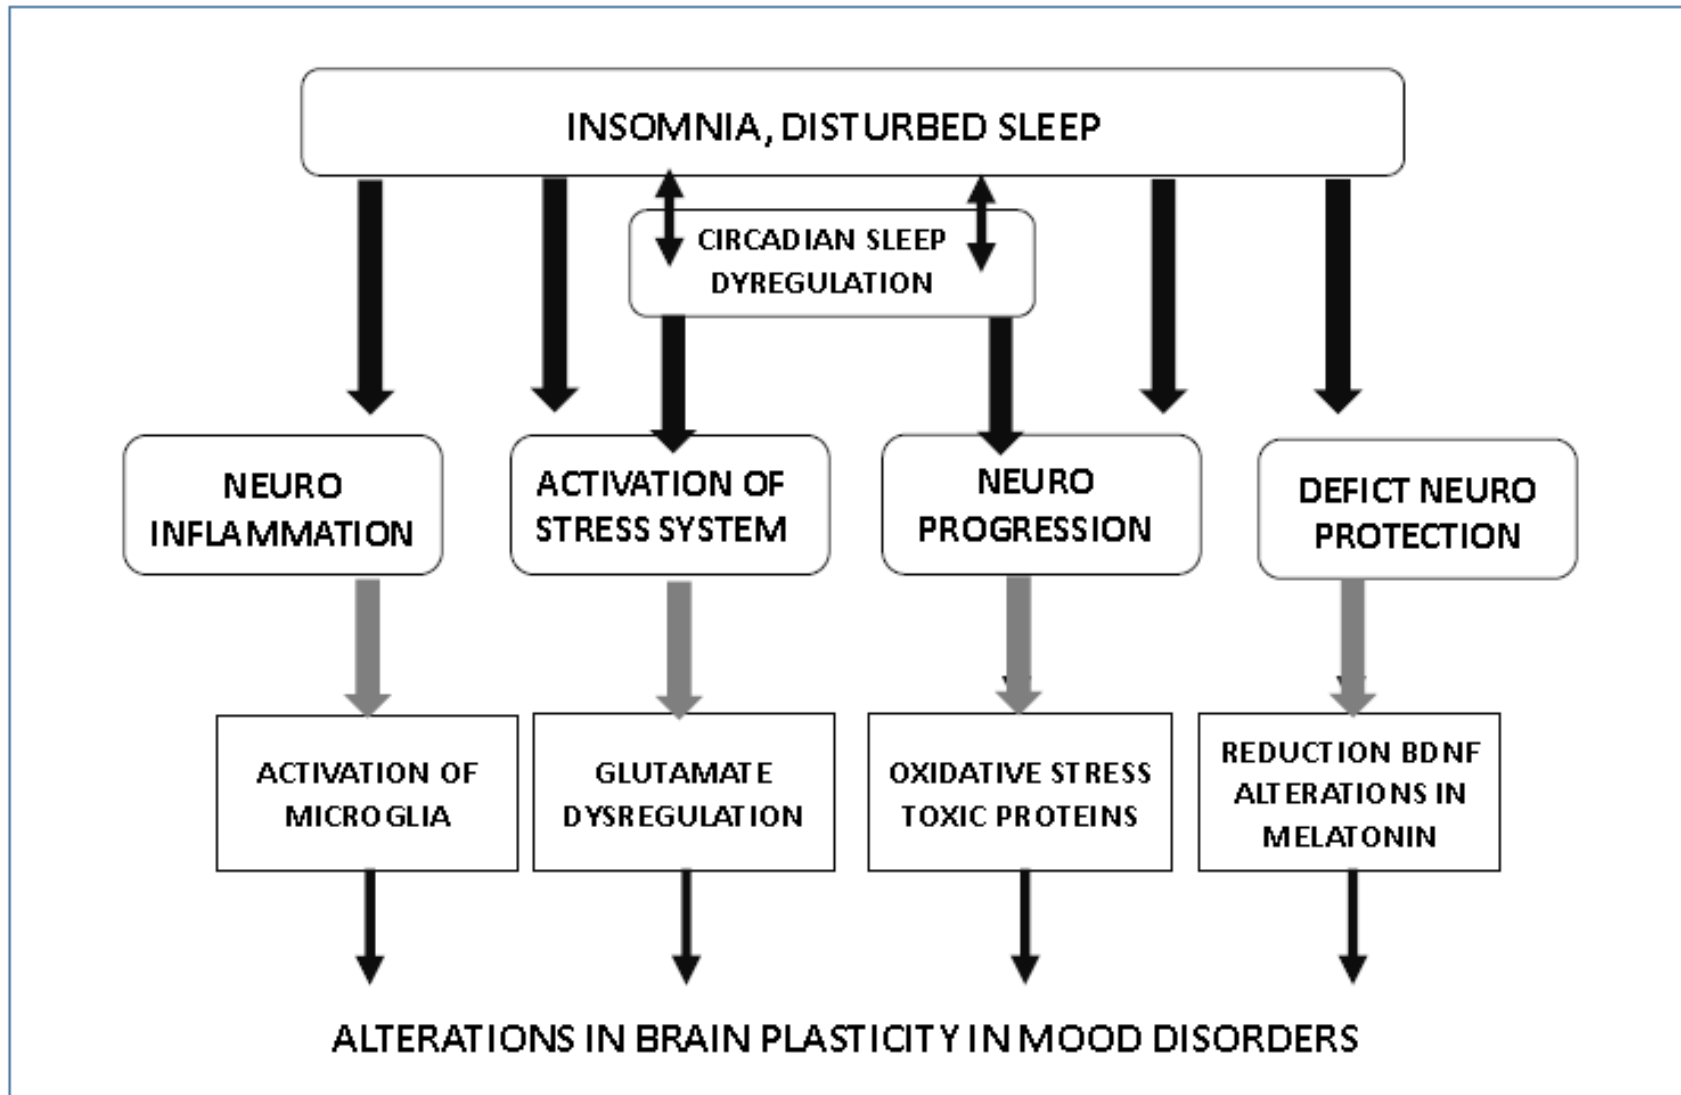 INSOMNIA, DISTURBED SLEEP
CIRCADIAN SLEEP
DYREGULATION
NEURO
INFLAMMATION
ACTIVATION OF
STRESS SYSTEM
NEURO
PROGRESSION
DEFICT NEURO
PROTECTION
ACTIVATION OF
MICROGLIA
GLUTAMATE
DYSREGULATION
OXIDATIVE STRESS
TOXIC PROTEINS
REDUCTION BDNF
ALTERATIONS IN
MELATONIN
ALTERATIONS IN BRAIN PLASTICITY IN MOOD DISORDERS